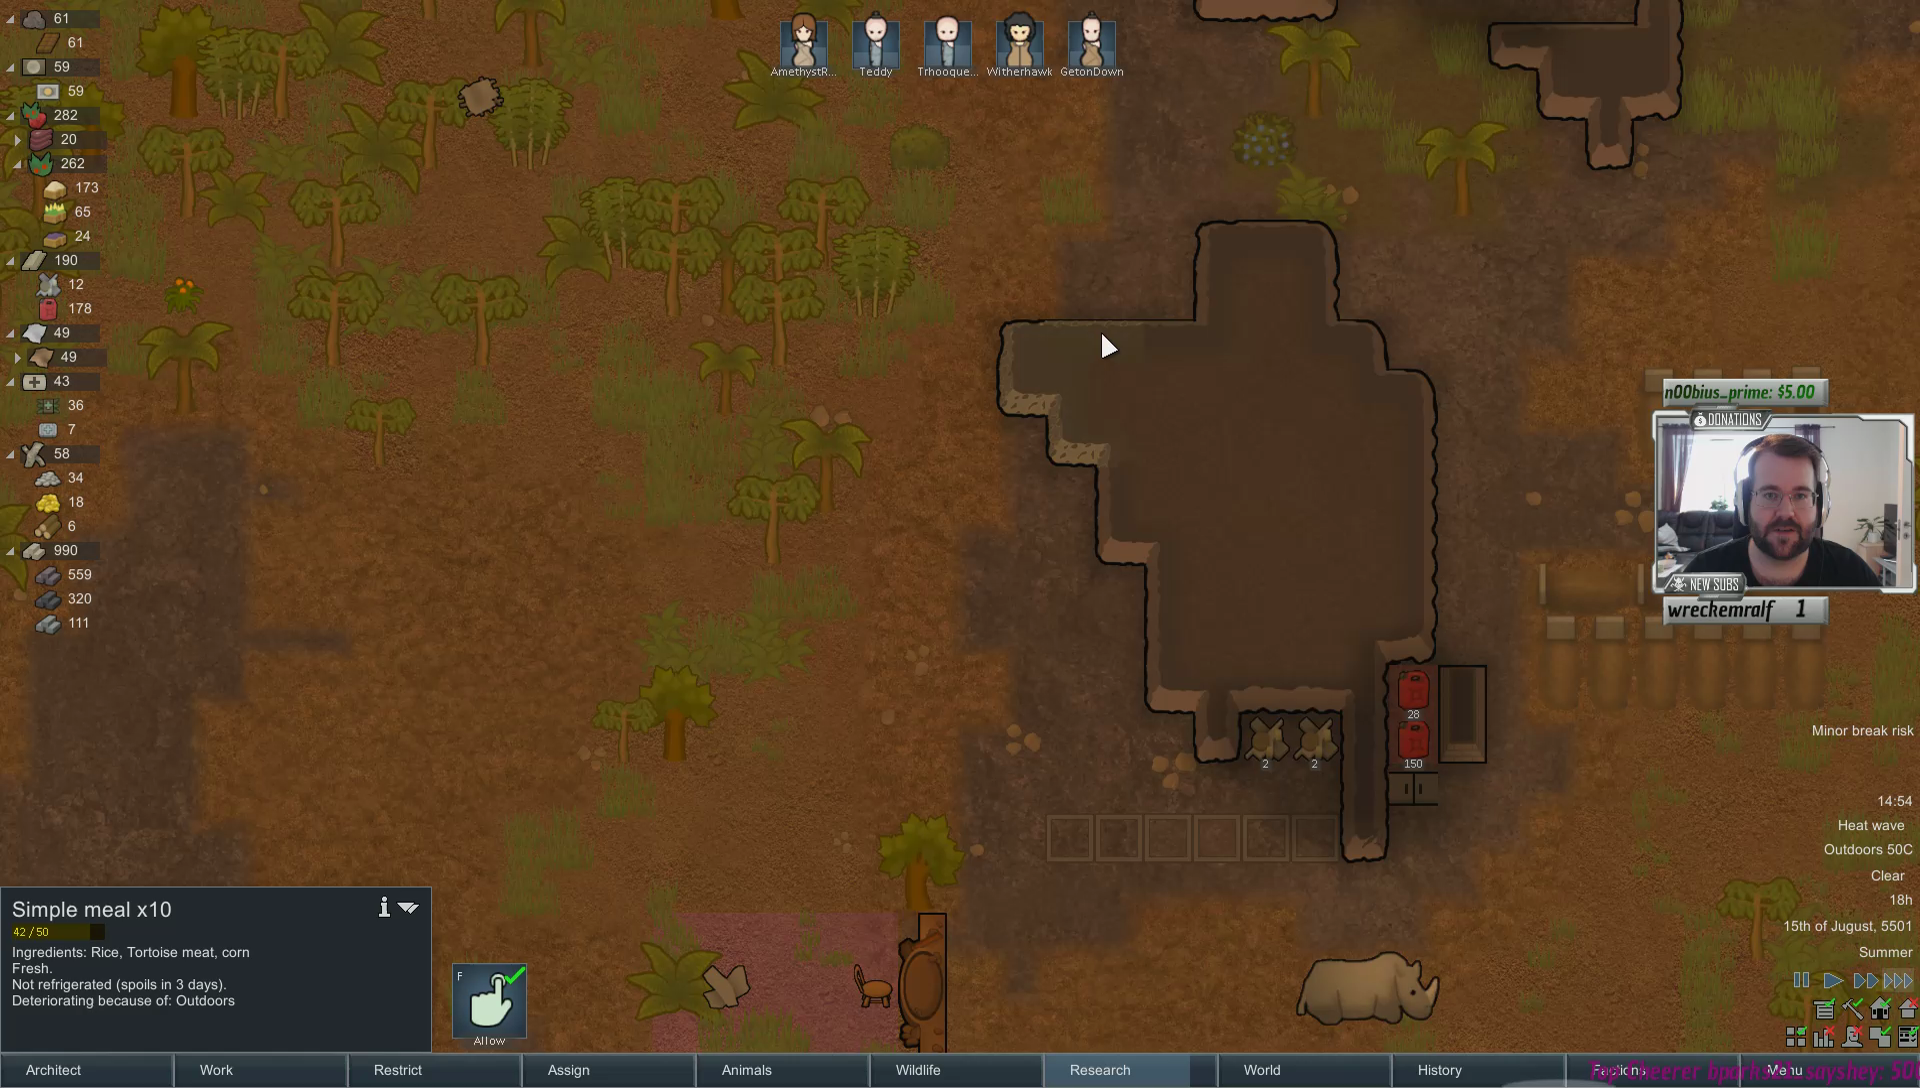 61
61
59
59
282
20
262
173
65
24
190
12
178
49
49
43
36
7
58
34
18
6
990
559
320
111
AmethystR...
Teddy
Trhooque...
Witherhawk
GetonDown
n00bius_prime: $5.00
DONATIONS
NEW SUBS
wreckemralf 1
28
150
2
2
Minor break risk
14:54
Heat wave
Outdoors 50C
Clear
18h
15th of Jugust, 5501
Summer
Simple meal x10
42 / 50
Ingredients: Rice, Tortoise meat, corn
Fresh.
Not refrigerated (spoils in 3 days).
Deteriorating because of: Outdoors
F
Allow
Architect
Work
Restrict
Assign
Animals
Wildlife
Research
World
History
Factions
Menu
Top Cheerer